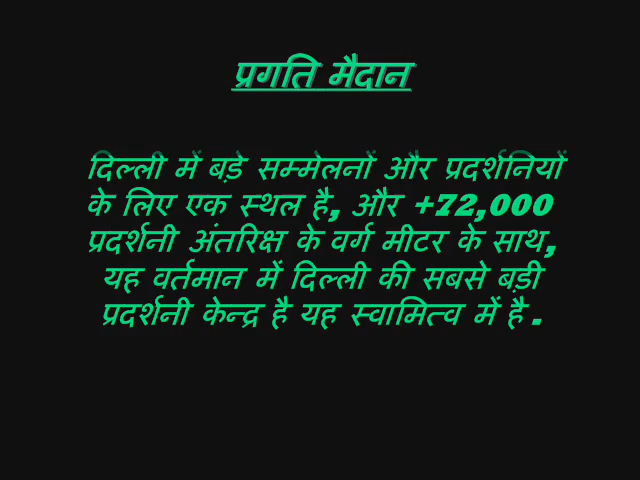 प्रगति मैदान
दिल्ली में बड़े सम्मेलनों और प्रदर्शनियों
के लिए एक स्थल है, और +72,000
प्रदर्शनी अंतरिक्ष के वर्ग मीटर के साथ,
यह वर्तमान में दिल्ली की सबसे बड़ी
प्रदर्शनी केन्द्र है यह स्वामित्व में है .